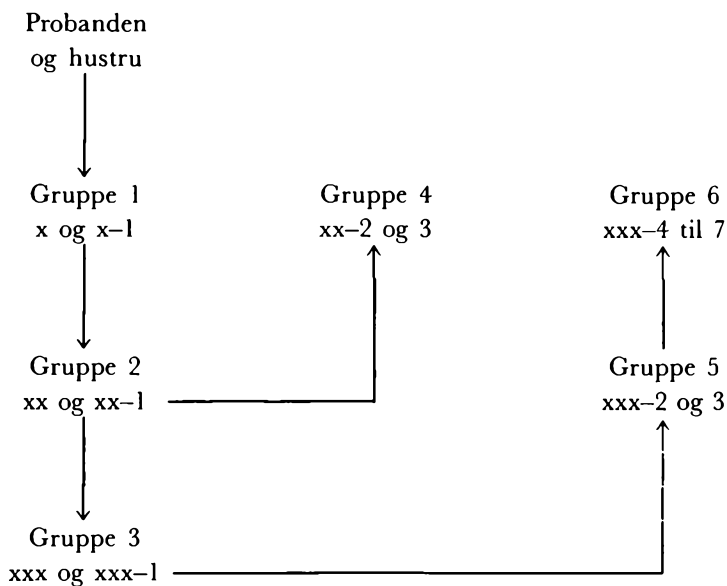 Probanden
og hustru
Gruppe 1
x og x–1
Gruppe 4
xx–2 og 3
Gruppe 6
xxx–4 til 7
Gruppe 2
xx og xx–1
Gruppe 5
xxx–2 og 3
Gruppe 3
xxx og xxx–1